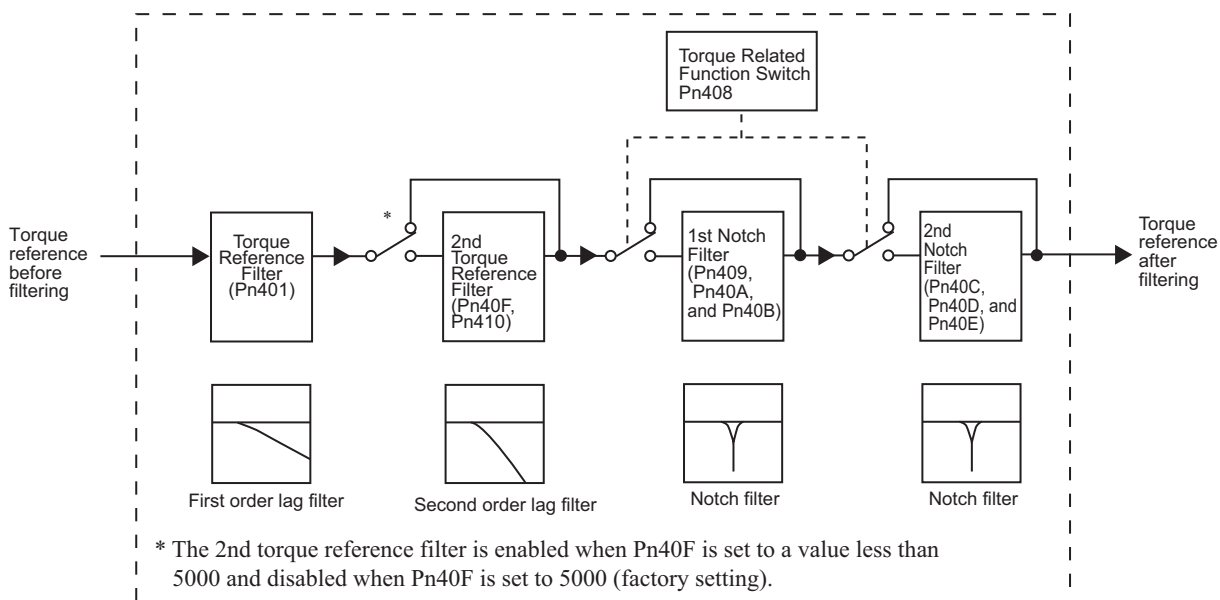 Torque Related
Function Switch
Pn408
Torque
reference
before
filtering
Torque
Reference
Filter
(Pn401)
*
2nd
Torque
Reference
Filter
(Pn40F,
Pn410)
1st Notch
Filter
(Pn409,
Pn40A,
and Pn40B)
2nd
Notch
Filter
(Pn40C,
Pn40D, and
Pn40E)
Torque
reference
after
filtering
First order lag filter
Second order lag filter
Notch filter
Notch filter
* The 2nd torque reference filter is enabled when Pn40F is set to a value less than
5000 and disabled when Pn40F is set to 5000 (factory setting).